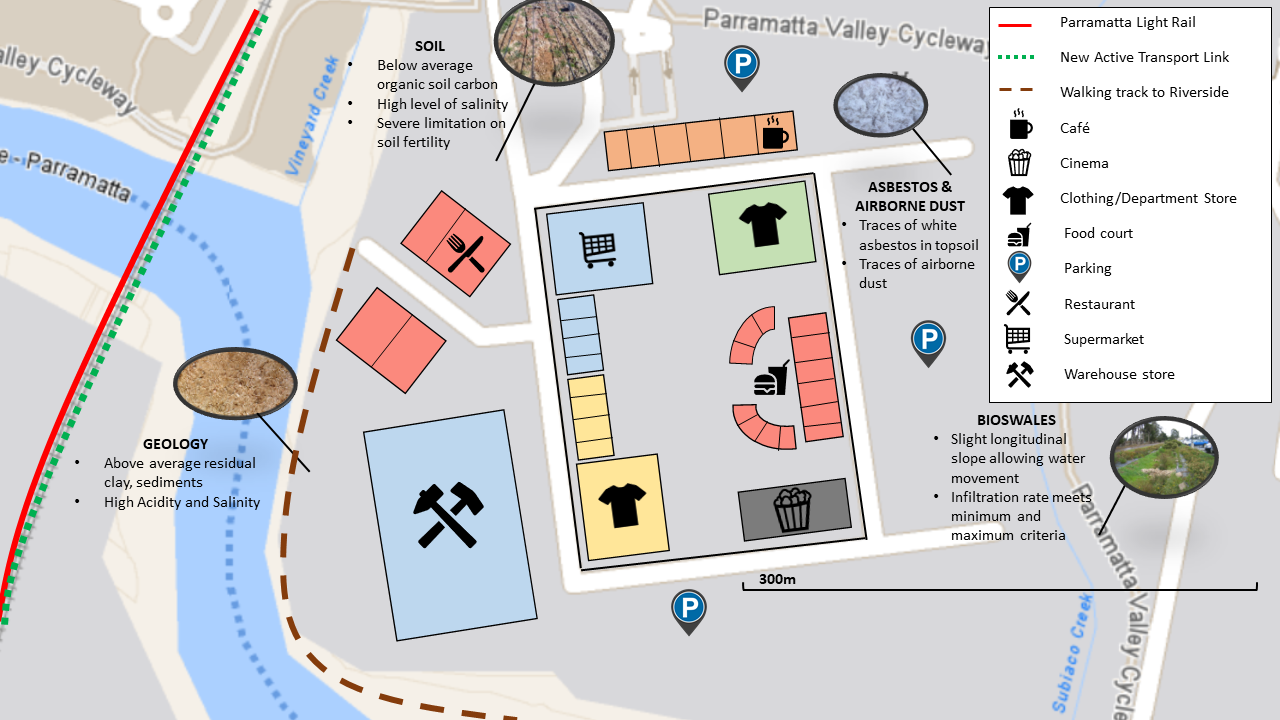 Parramatta Valley Cycleway
alley Cycleway
Vineyard Creek
e - Parramatta
SOIL
• Below average
organic soil carbon
• High level of salinity
• Severe limitation on
soil fertility
P
ASBESTOS &
AIRBORNE DUST
• Traces of white
asbestos in topsoil
• Traces of airborne
dust
P
GEOLOGY
• Above average residual
clay, sediments
• High Acidity and Salinity
BIOSWALES
• Slight longitudinal
slope allowing water
movement
• Infiltration rate meets
minimum and
maximum criteria
300m
P
Parramatta Valley Cycle
Subiaco Creek
Parramatta Light Rail
New Active Transport Link
Walking track to Riverside
Café
Cinema
Clothing/Department Store
Food court
P Parking
Restaurant
Supermarket
Warehouse store